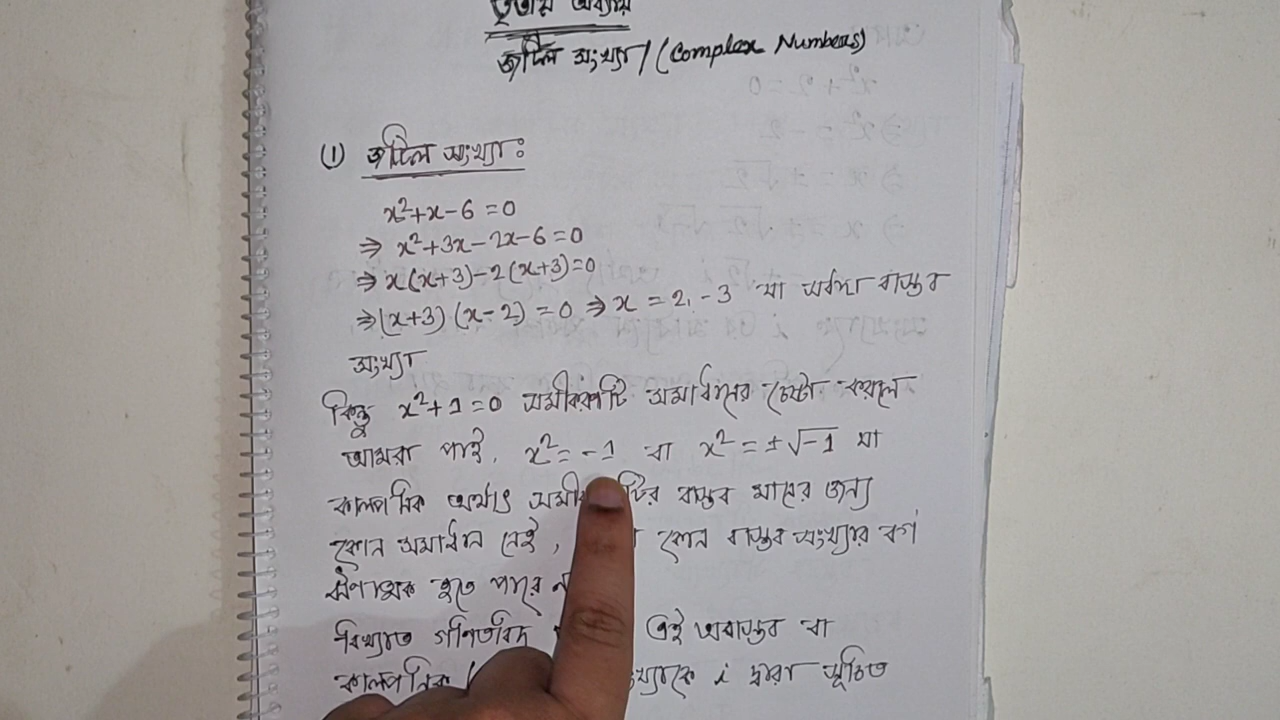 তৃতীয় অধ্যায়
জটিল সংখ্যা / (Complex Numbers)
(1) জটিল সংখ্যাঃ
x²+x-6 =0
⇒ x²+3x-2x-6=0
⇒ x(x+3)-2(x+3)=0
⇒(x+3) (x-2) = 0 ⇒ x = 2, -3 যা সর্বদা বাস্তব
সংখ্যা
কিন্তু x²+1=0 সমীকরণটি সমাধানের চেষ্টা করলে
আমরা পাই, x²= -1 বা x² = ±√-1 যা
কাল্পনিক অর্থাৎ বাস্তব মানের জন্য
কোন সমাধান নেই, কোন বাস্তব সংখ্যার বর্গ
ঋণাত্মক হতে পারে
বিখ্যাত গণিতবিদ এই অবাস্তব বা
কাল্পনিক i দ্বারা সূচিত